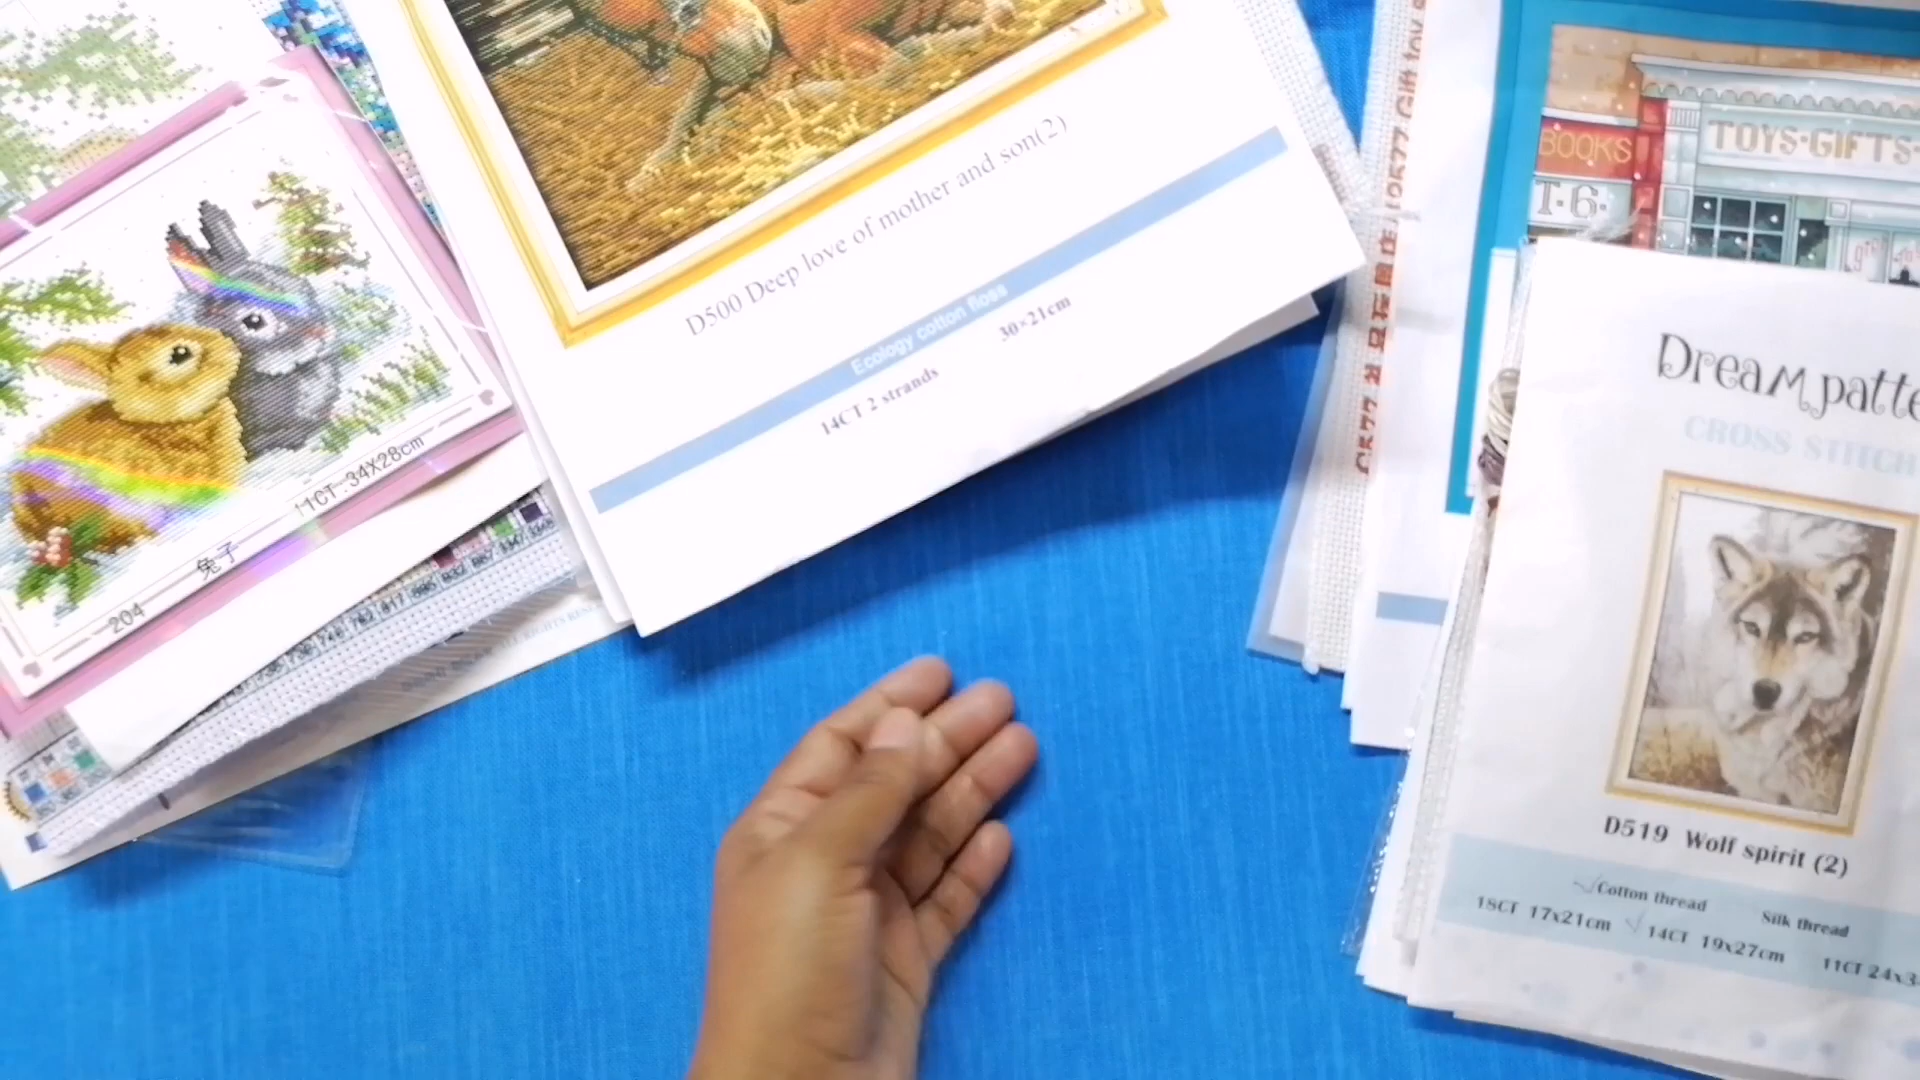 11CT:34X28cm
兔子
204
D500 Deep love of mother and son(2)
Ecology cotton floss
14CT 2 strands 30×21cm
BOOKS
TOYS·GIFTS
T·6·
Dream
CROSS STITCH
D519 Wolf spirit (2)
Cotton thread Silk thread
18CT 17x21cm 14CT 19x27cm 11CT